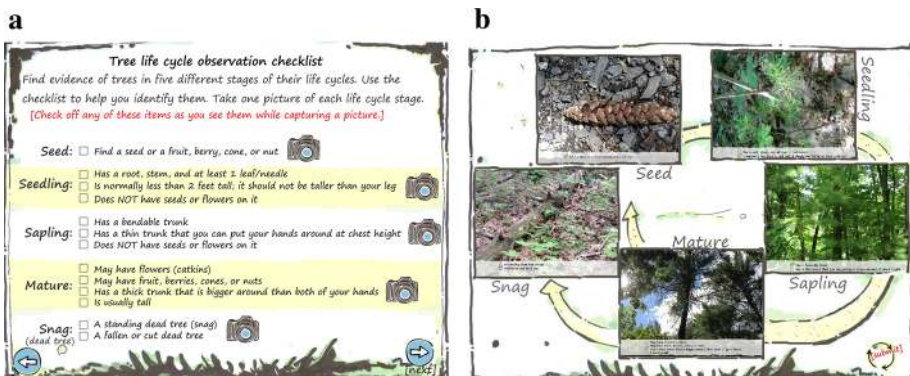 a
b
Tree life cycle observation checklist
Find evidence of trees in five different stages of their life cycles. Use the
checklist to help you identify them. Take one picture of each life cycle stage.
[Check off any of these items as you see them while capturing a picture.]
Seed: Find a seed or a fruit, berry, cone, or nut
Seedling: Has a root, stem, and at least 1 leaf/needle
Is normally less than 2 feet tall; it should not be taller than your leg
Does NOT have seeds or flowers on it
Sapling: Has a bendable trunk
Has a thin trunk that you can put your hands around at chest height
Does NOT have seeds or flowers on it
Mature: May have flowers (catkins)
May have fruit, berries, cones, or nuts
Has a thick trunk that is bigger around than both of your hands
Is usually tall
Snag: (dead tree) A standing dead tree (snag)
A fallen or cut dead tree
[next]
Seedling
Seed
Mature
Snag
Sapling
[submit]